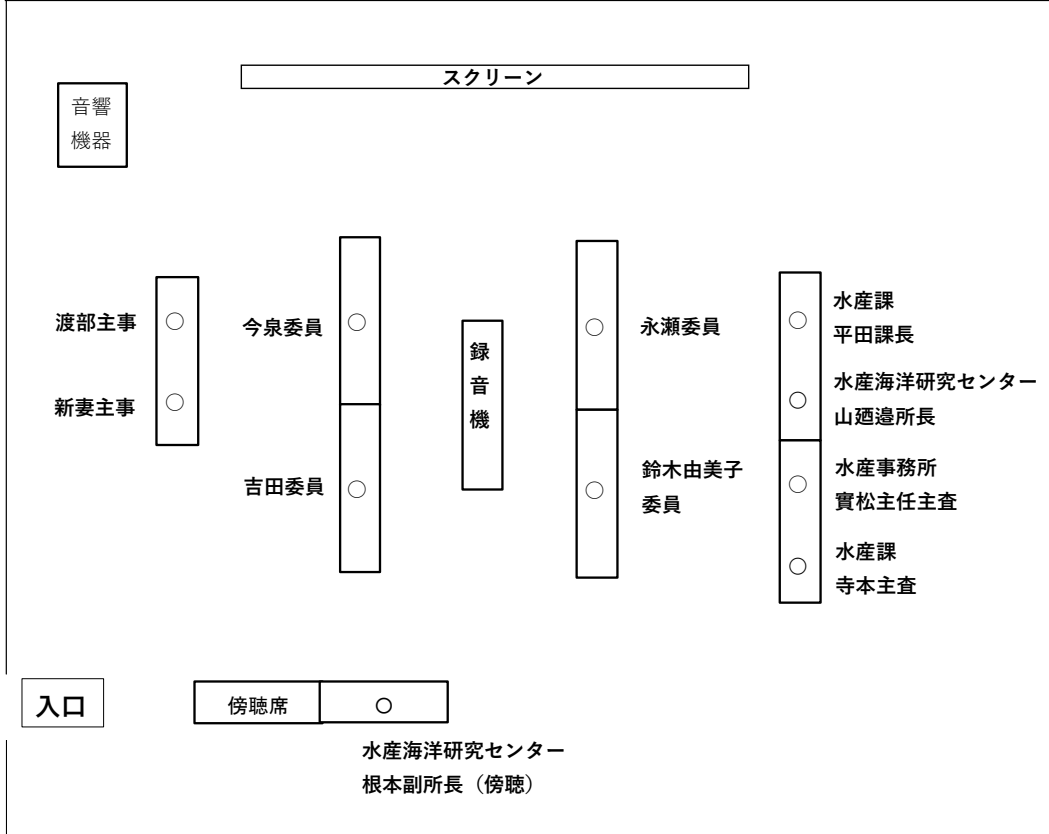 スクリーン
音響
機器
渡部主事
新妻主事
今泉委員
吉田委員
録
音
機
永瀬委員
鈴木由美子
委員
水産課
平田課長
水産海洋研究センター
山廼邉所長
水産事務所
實松主任主査
水産課
寺本主査
入口
傍聴席
水産海洋研究センター
根本副所長（傍聴）